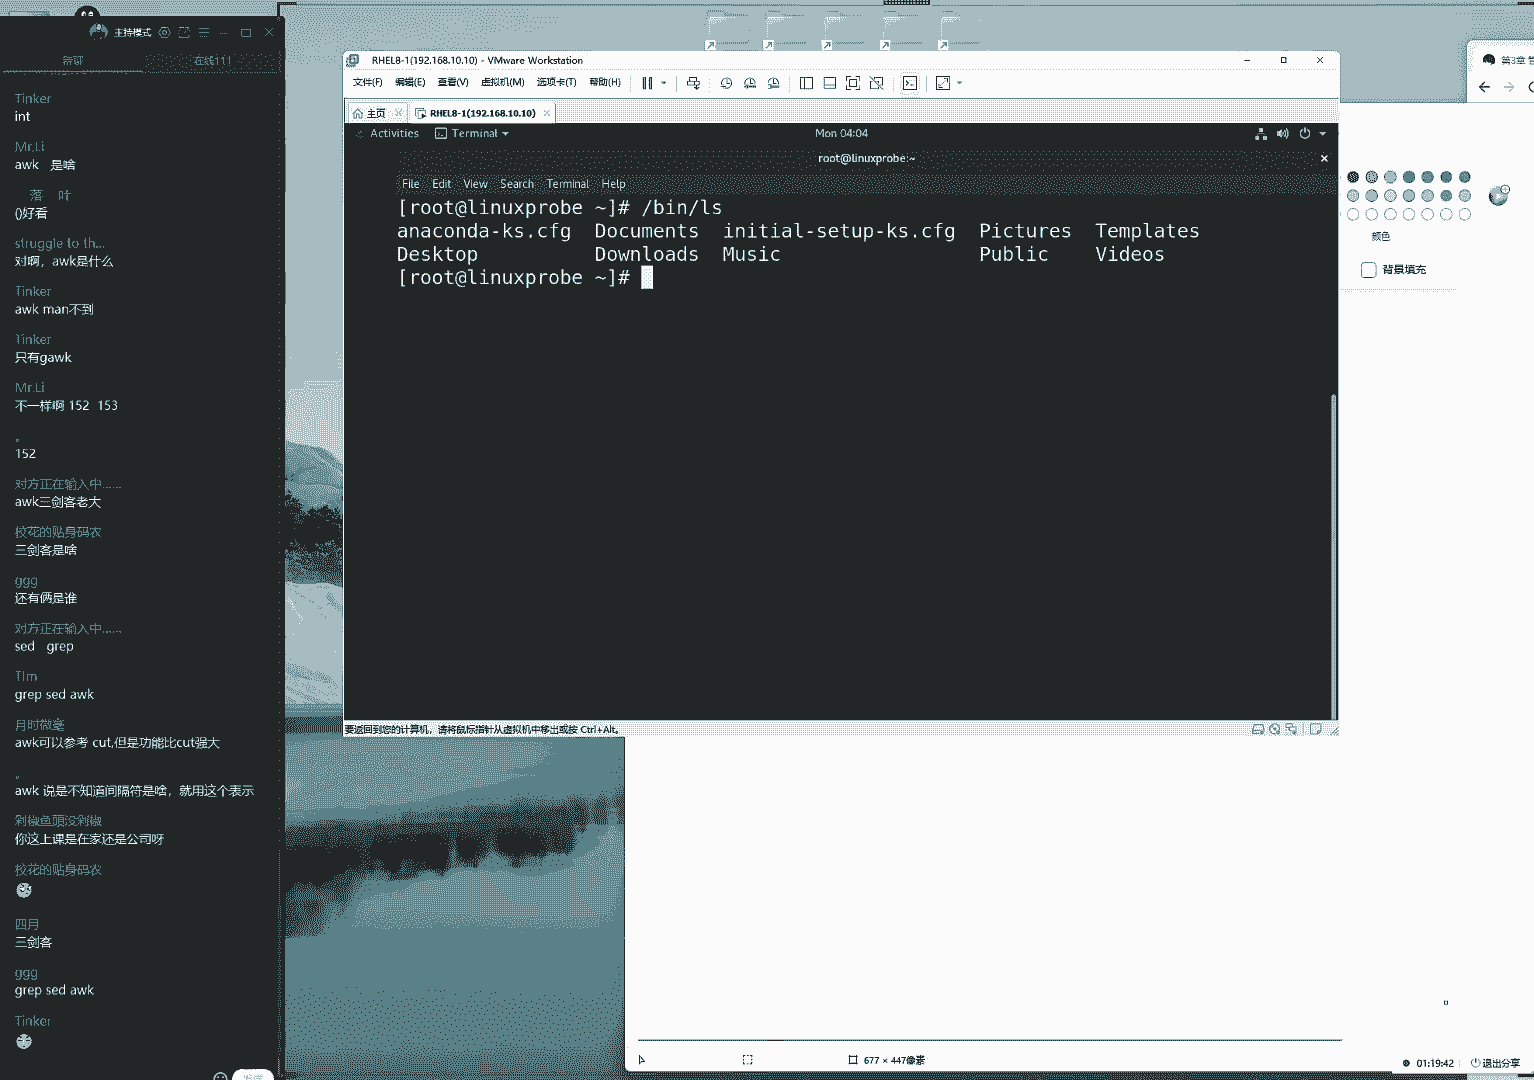 主持模式
在线111
Tinker
int
Mr.Li
awk 是啥
落 叶
()好看
struggle to th...
对啊，awk是什么
Tinker
awk man不到
Tinker
只有gawk
Mr.Li
不一样啊 152 153
。
152
对方正在输入中......
awk三剑客老大
校花的贴身码农
三剑客是啥
ggg
还有俩是谁
对方正在输入中......
sed grep
TIm
grep sed awk
月时微毫
awk可以参考 cut,但是功能比cut强大
。
awk 说是不知道间隔符是啥，就用这个表示
剁椒鱼頭没剁椒
你这上课是在家还是公司呀
校花的贴身码农
四月
三剑客
ggg
grep sed awk
Tinker
发送
RHEL8-1(192.168.10.10) - VMware Workstation
文件(F) 编辑(E) 查看(V) 虚拟机(M) 选项卡(T) 帮助(H)
主页
RHEL8-1(192.168.10.10)
Activities Terminal Mon 04:04
root@linuxprobe:~
File Edit View Search Terminal Help
[root@linuxprobe ~]# /bin/ls
anaconda-ks.cfg Documents initial-setup-ks.cfg Pictures Templates
Desktop Downloads Music Public Videos
[root@linuxprobe ~]#
要返回到您的计算机，请将鼠标指针从虚拟机中移出或按 Ctrl+Alt。
第3章 管
颜色
背景填充
677 × 447像素
01:19:42
退出分享